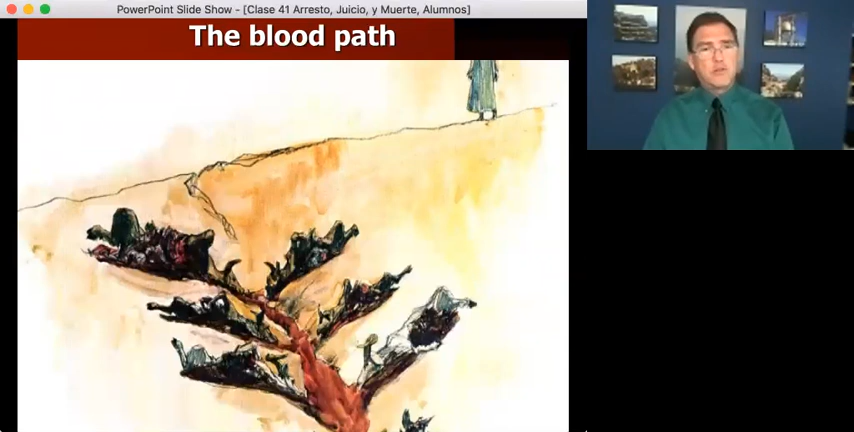 PowerPoint Slide Show - [Clase 41 Arresto, Juicio, y Muerte, Alumnos]
The blood path